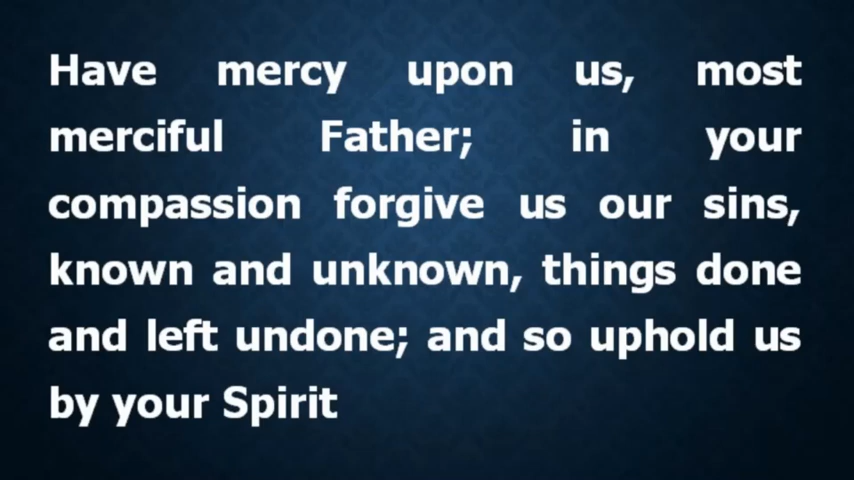 Have mercy upon us, most
merciful Father; in your
compassion forgive us our sins,
known and unknown, things done
and left undone; and so uphold us
by your Spirit